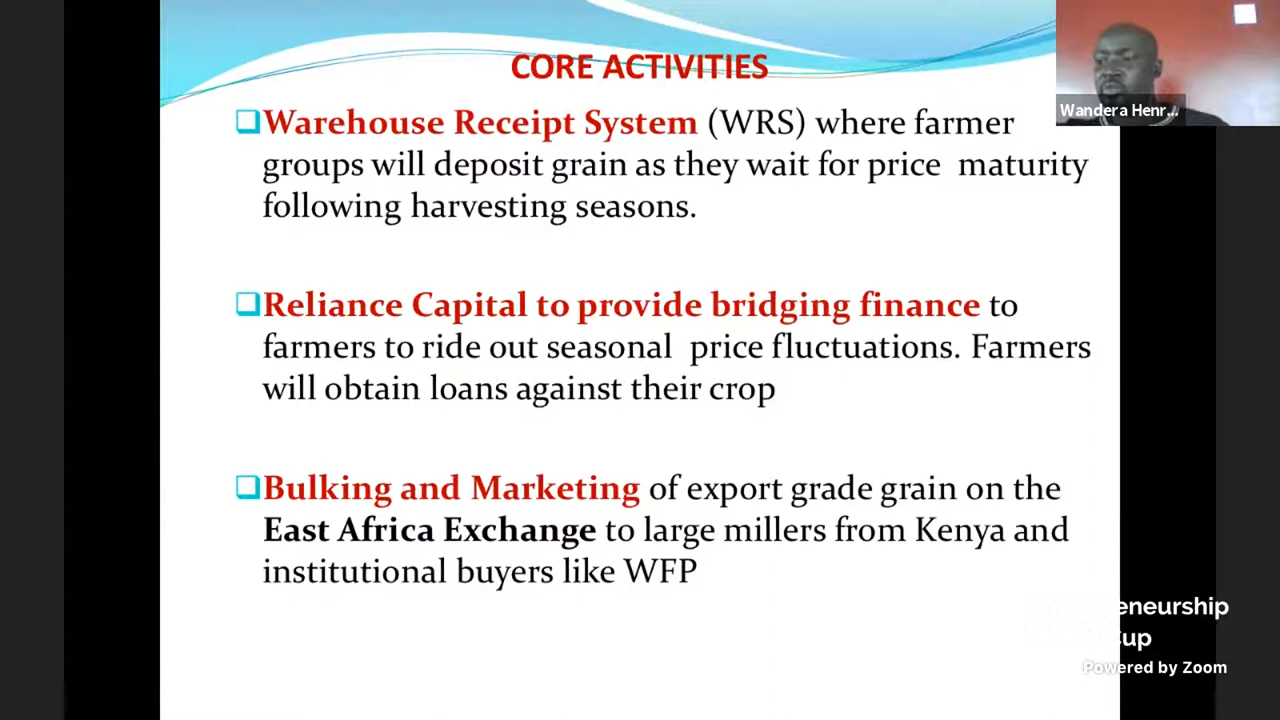 CORE ACTIVITIES
Warehouse Receipt System (WRS) where farmer
groups will deposit grain as they wait for price maturity
following harvesting seasons.
Reliance Capital to provide bridging finance to
farmers to ride out seasonal price fluctuations. Farmers
will obtain loans against their crop
Bulking and Marketing of export grade grain on the
East Africa Exchange to large millers from Kenya and
institutional buyers like WFP
Wandera Henr...
eneurship
up
Powered by Zoom